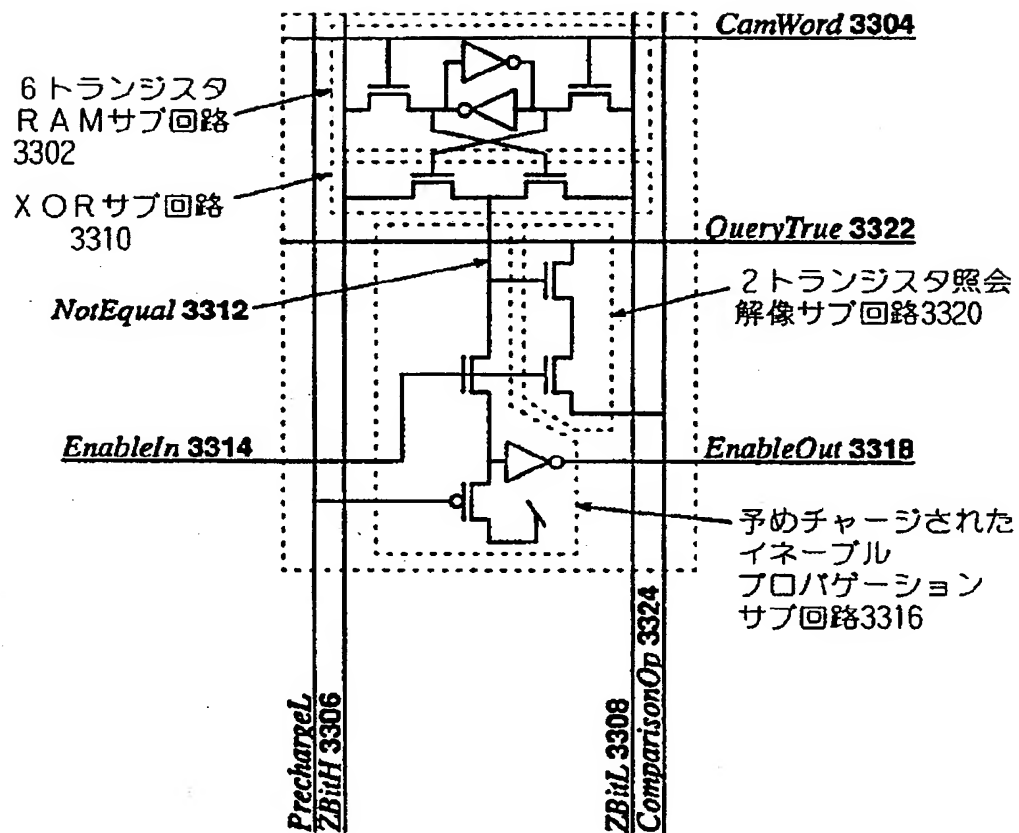 CamWord 3304
6トランジスタ
RAMサブ回路
3302
XORサブ回路
3310
QueryTrue 3322
NotEqual 3312
2トランジスタ照会
解像サブ回路3320
EnableIn 3314
EnableOut 3318
予めチャージされた
イネーブル
プロパゲーション
サブ回路3316
PrechargeL
ZBitH 3306
ZBitL 3308
ComparisonOp 3324